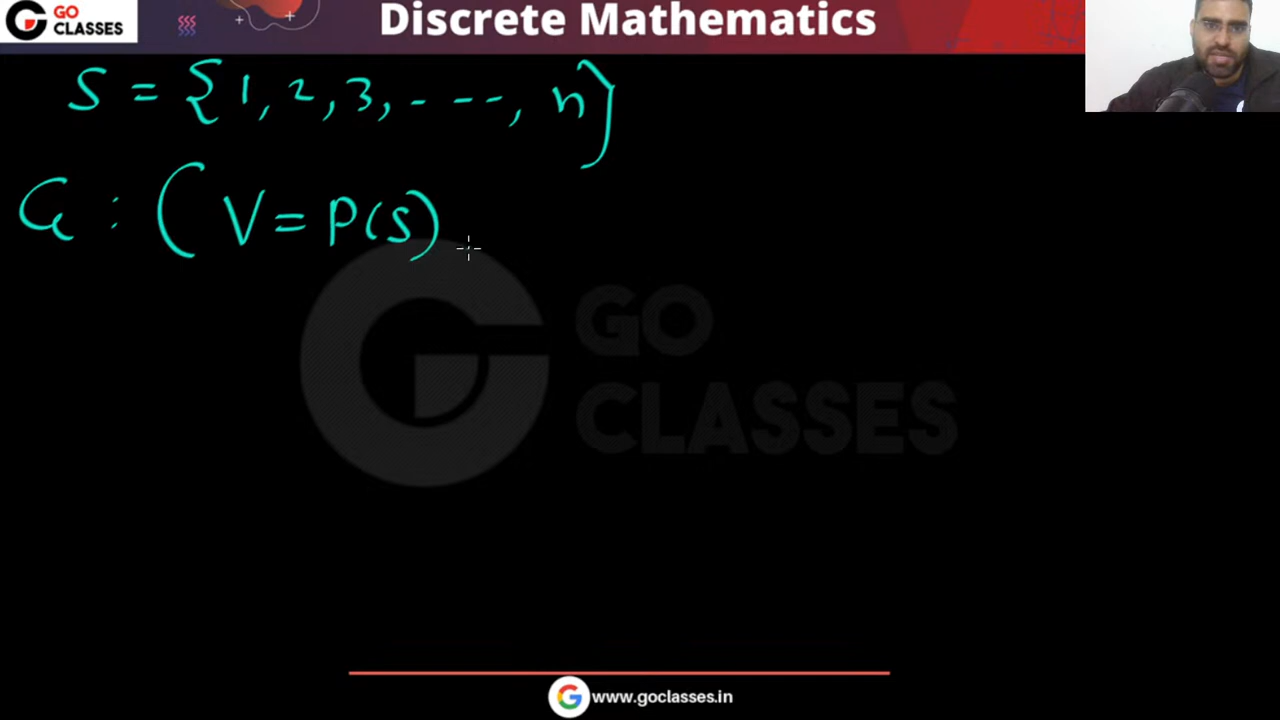 GO CLASSES
Discrete Mathematics
S = {1, 2, 3, - - - -, n}
G : ( V = P(S)
GO
CLASSES
www.goclasses.in